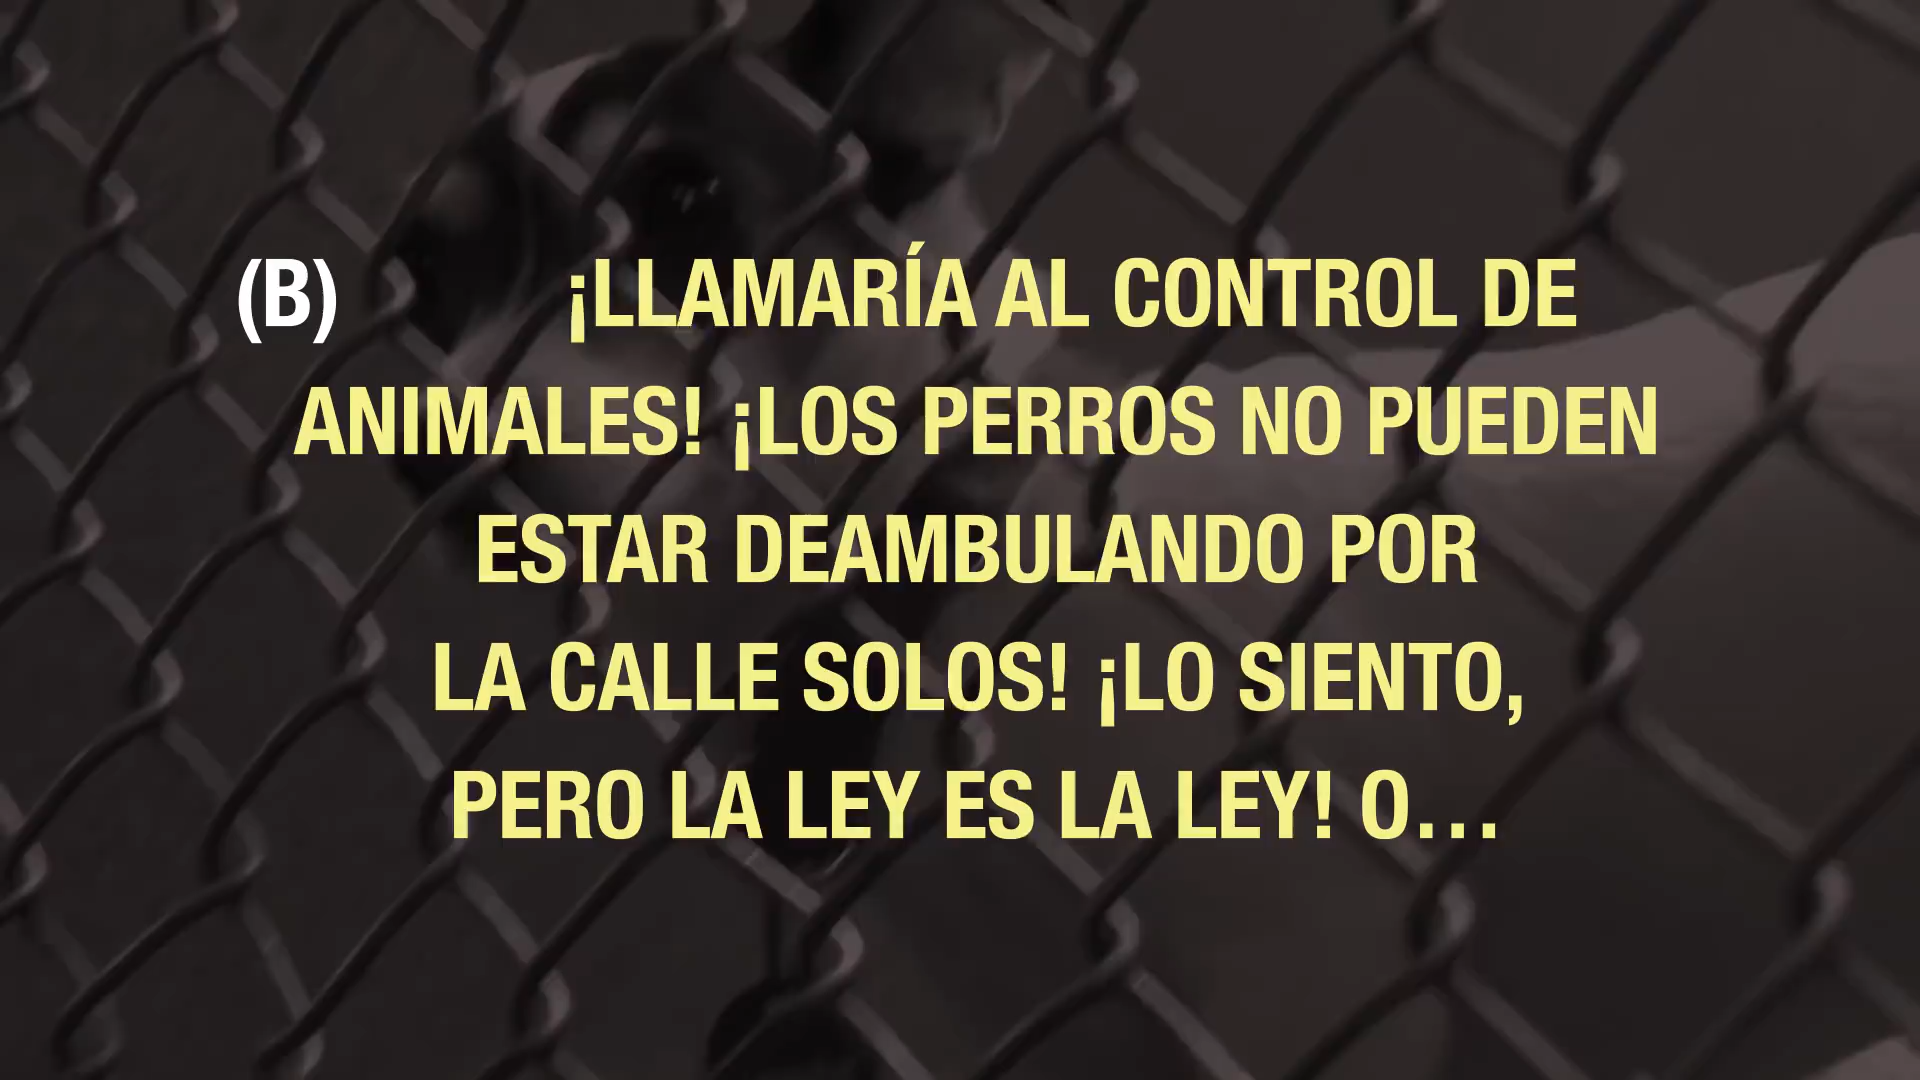 (B) ¡LLAMARÍA AL CONTROL DE
ANIMALES! ¡LOS PERROS NO PUEDEN
ESTAR DEAMBULANDO POR
LA CALLE SOLOS! ¡LO SIENTO,
PERO LA LEY ES LA LEY! O...